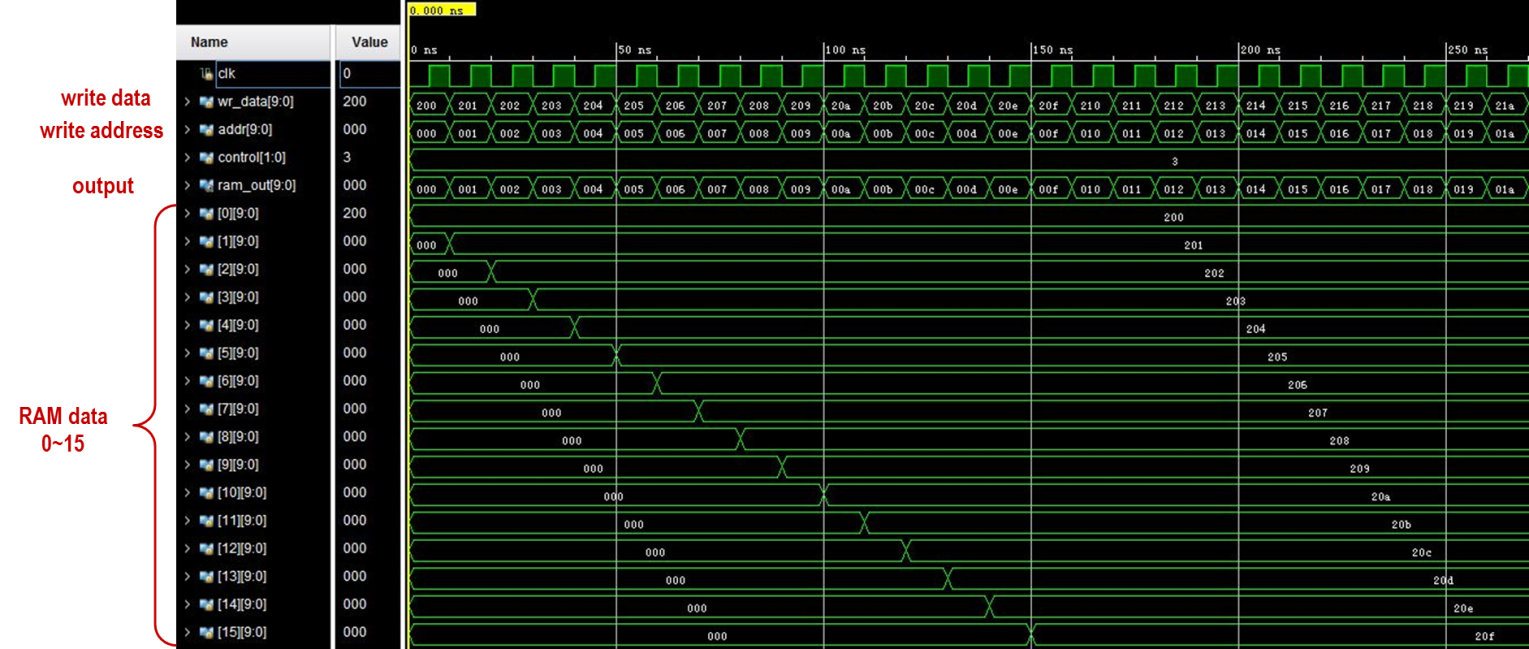 0.000 ns
Name Value
0 ns 50 ns 100 ns 150 ns 200 ns 250 ns
clk 0
write data wr_data[9:0] 200 200 201 202 203 204 205 206 207 208 209 20a 20b 20c 20d 20e 20f 210 211 212 213 214 215 216 217 218 219 21a
write address addr[9:0] 000 000 001 002 003 004 005 006 007 008 009 00a 00b 00c 00d 00e 00f 010 011 012 013 014 015 016 017 018 019 01a
control[1:0] 3 3
output ram_out[9:0] 000 000 001 002 003 004 005 006 007 008 009 00a 00b 00c 00d 00e 00f 010 011 012 013 014 015 016 017 018 019 01a
[0][9:0] 200 200
[1][9:0] 000 000 201
[2][9:0] 000 000 202
[3][9:0] 000 000 203
[4][9:0] 000 000 204
[5][9:0] 000 000 205
[6][9:0] 000 000 206
[7][9:0] 000 000 207
RAM data
0~15
[8][9:0] 000 000 208
[9][9:0] 000 000 209
[10][9:0] 000 000 20a
[11][9:0] 000 000 20b
[12][9:0] 000 000 20c
[13][9:0] 000 000 20d
[14][9:0] 000 000 20e
[15][9:0] 000 000 20f